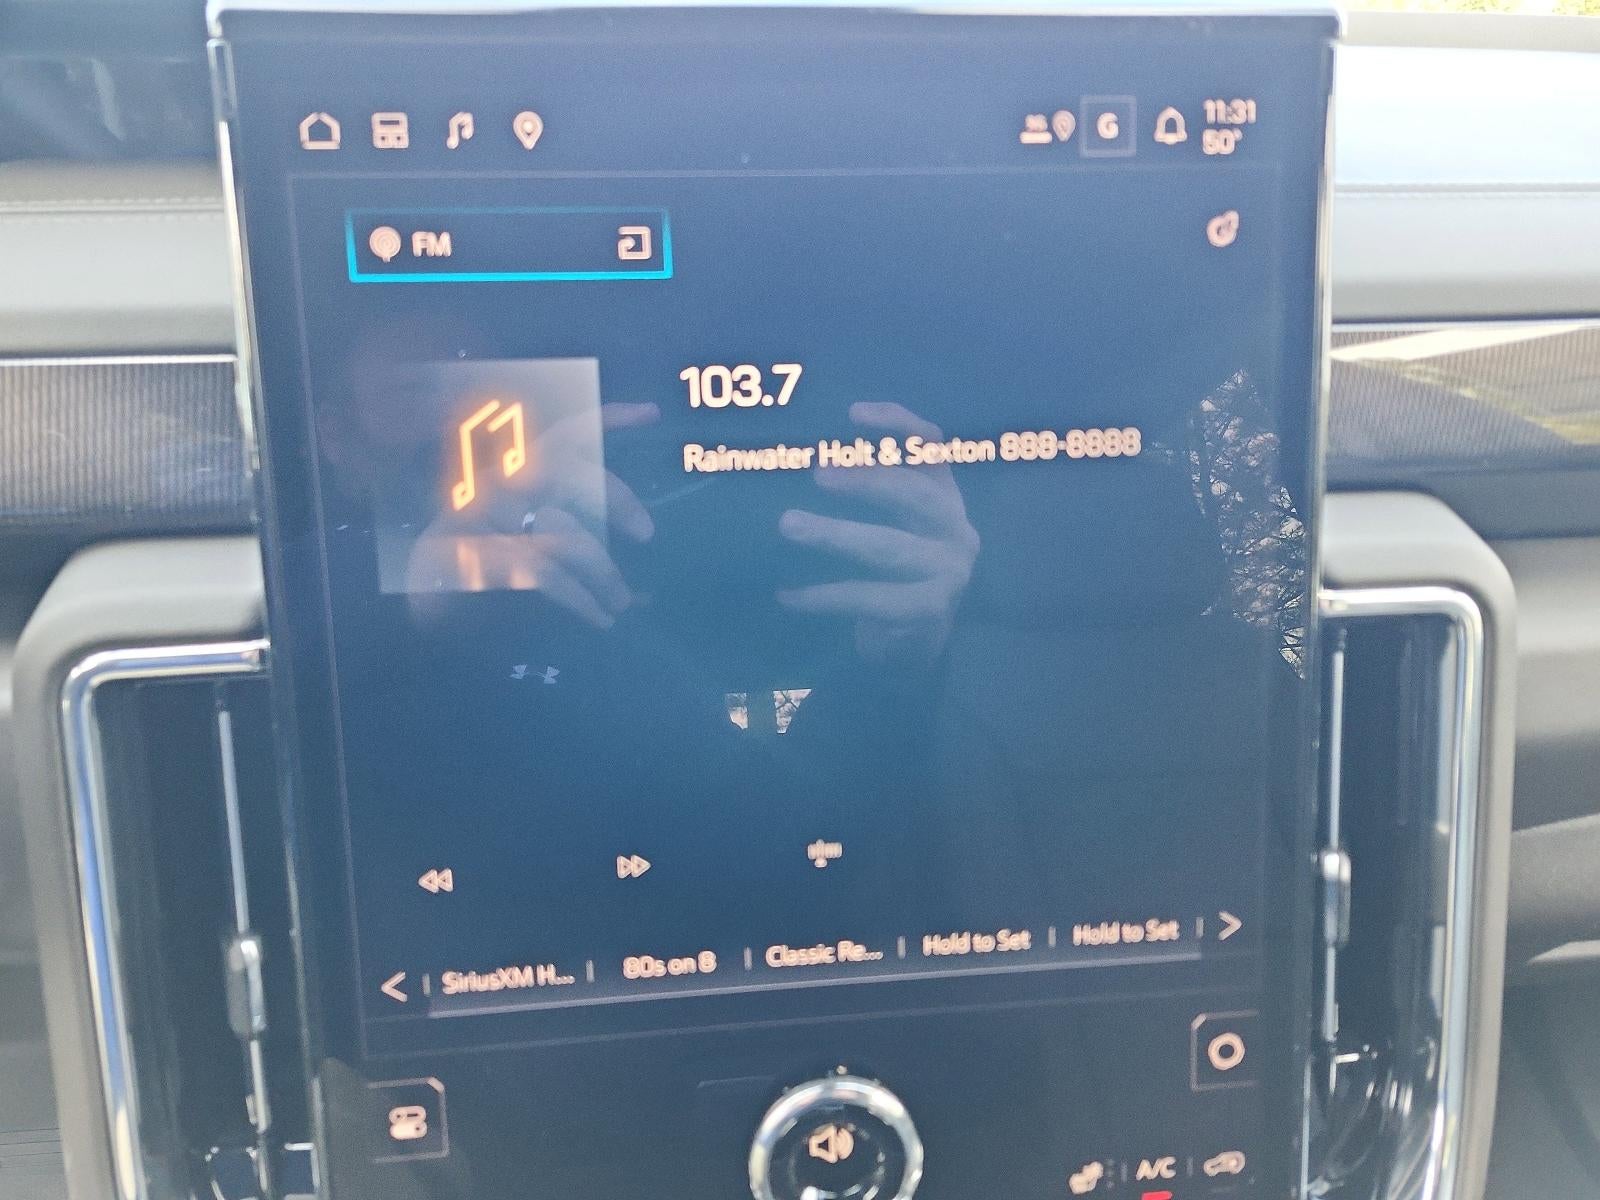 G
11:31
50°
FM
103.7
Rainwater Holt & Sexton 888-8888
SiriusXM H... | 80s on 8 | Classic Re... | Hold to Set | Hold to Set
A/C